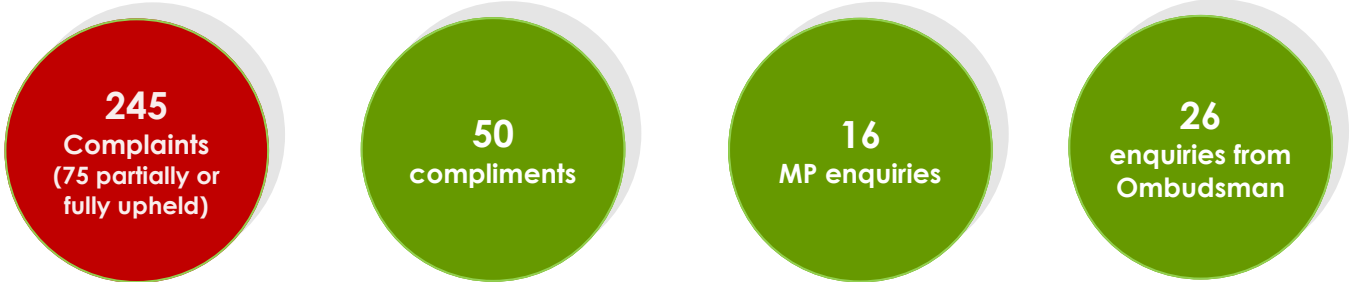 245
Complaints
(75 partially or
fully upheld)
50
compliments
16
MP enquiries
26
enquiries from
Ombudsman